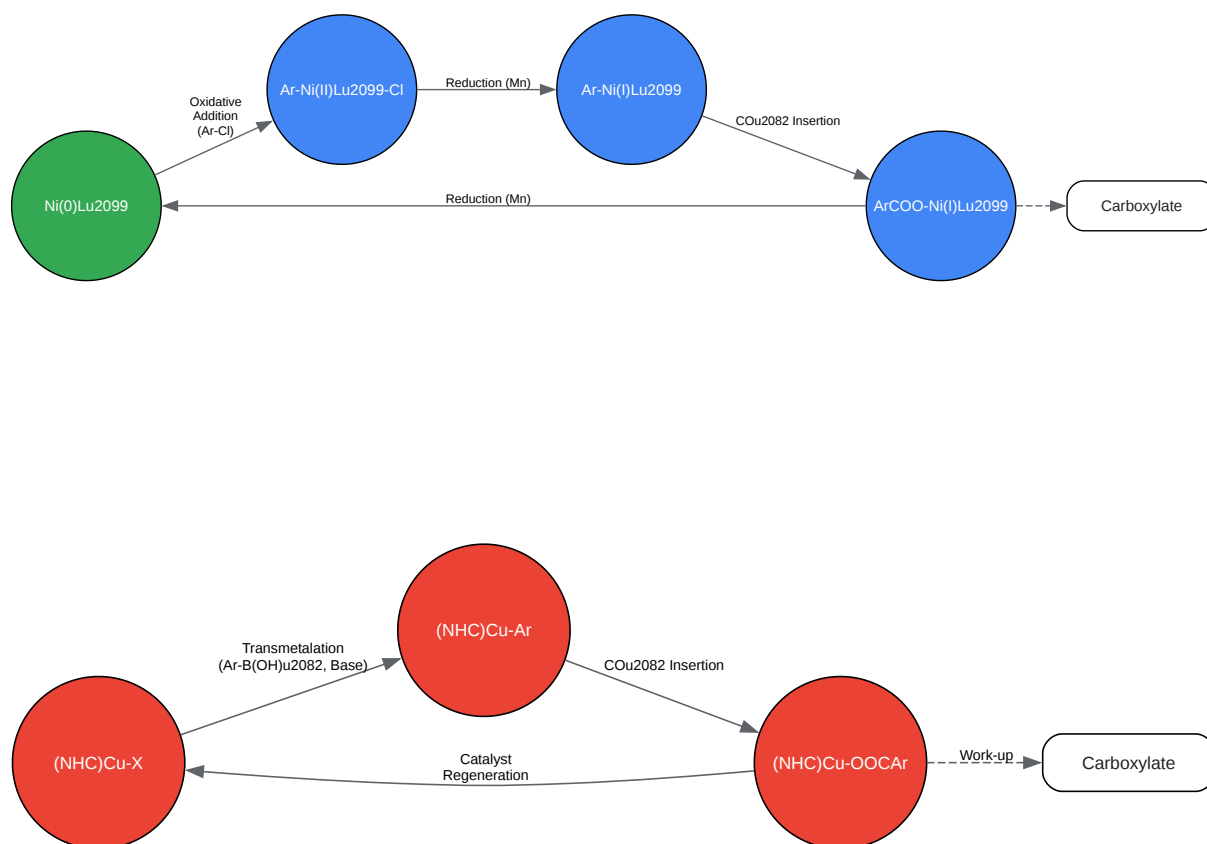 Ar-Ni(II)Lu2099-Cl
Reduction (Mn)
Ar-Ni(I)Lu2099
Oxidative
Addition
(Ar-Cl)
COu2082 Insertion
Ni(0)Lu2099
Reduction (Mn)
ArCOO-Ni(I)Lu2099
Carboxylate
(NHC)Cu-Ar
Transmetalation
(Ar-B(OH)u2082, Base)
COu2082 Insertion
(NHC)Cu-X
Catalyst
Regeneration
(NHC)Cu-OOCAr
Work-up
Carboxylate